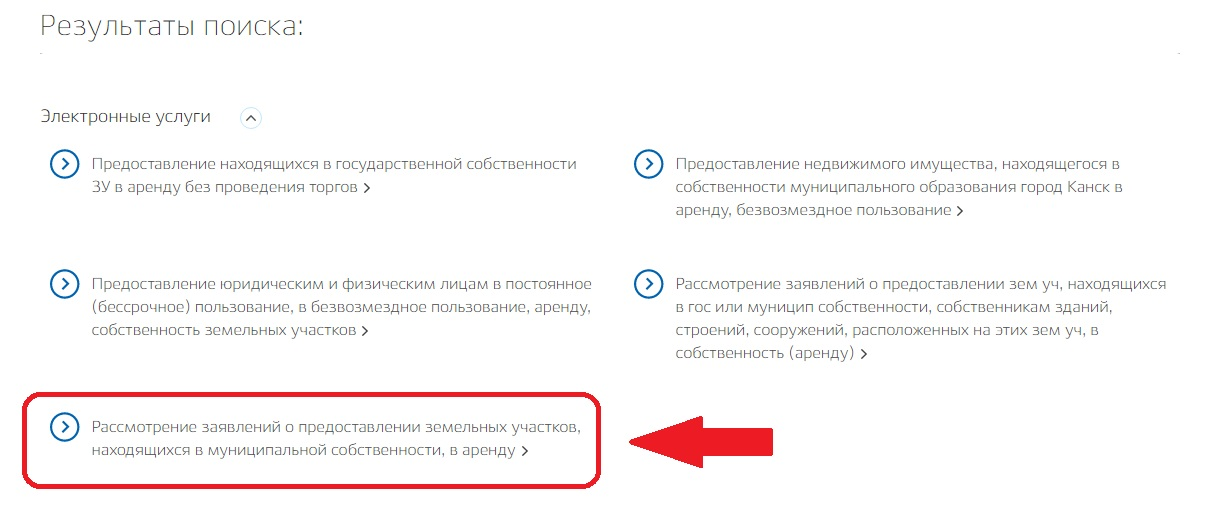 Результаты поиска:
Электронные услуги
Предоставление находящихся в государственной собственности
ЗУ в аренду без проведения торгов
Предоставление недвижимого имущества, находящегося в
собственности муниципального образования город Канск в
аренду, безвозмездное пользование
Предоставление юридическим и физическим лицам в постоянное
(бессрочное) пользование, в безвозмездное пользование, аренду,
собственность земельных участков
Рассмотрение заявлений о предоставлении зем уч, находящихся
в гос или муницип собственности, собственникам зданий,
строений, сооружений, расположенных на этих зем уч, в
собственность (аренду)
Рассмотрение заявлений о предоставлении земельных участков,
находящихся в муниципальной собственности, в аренду